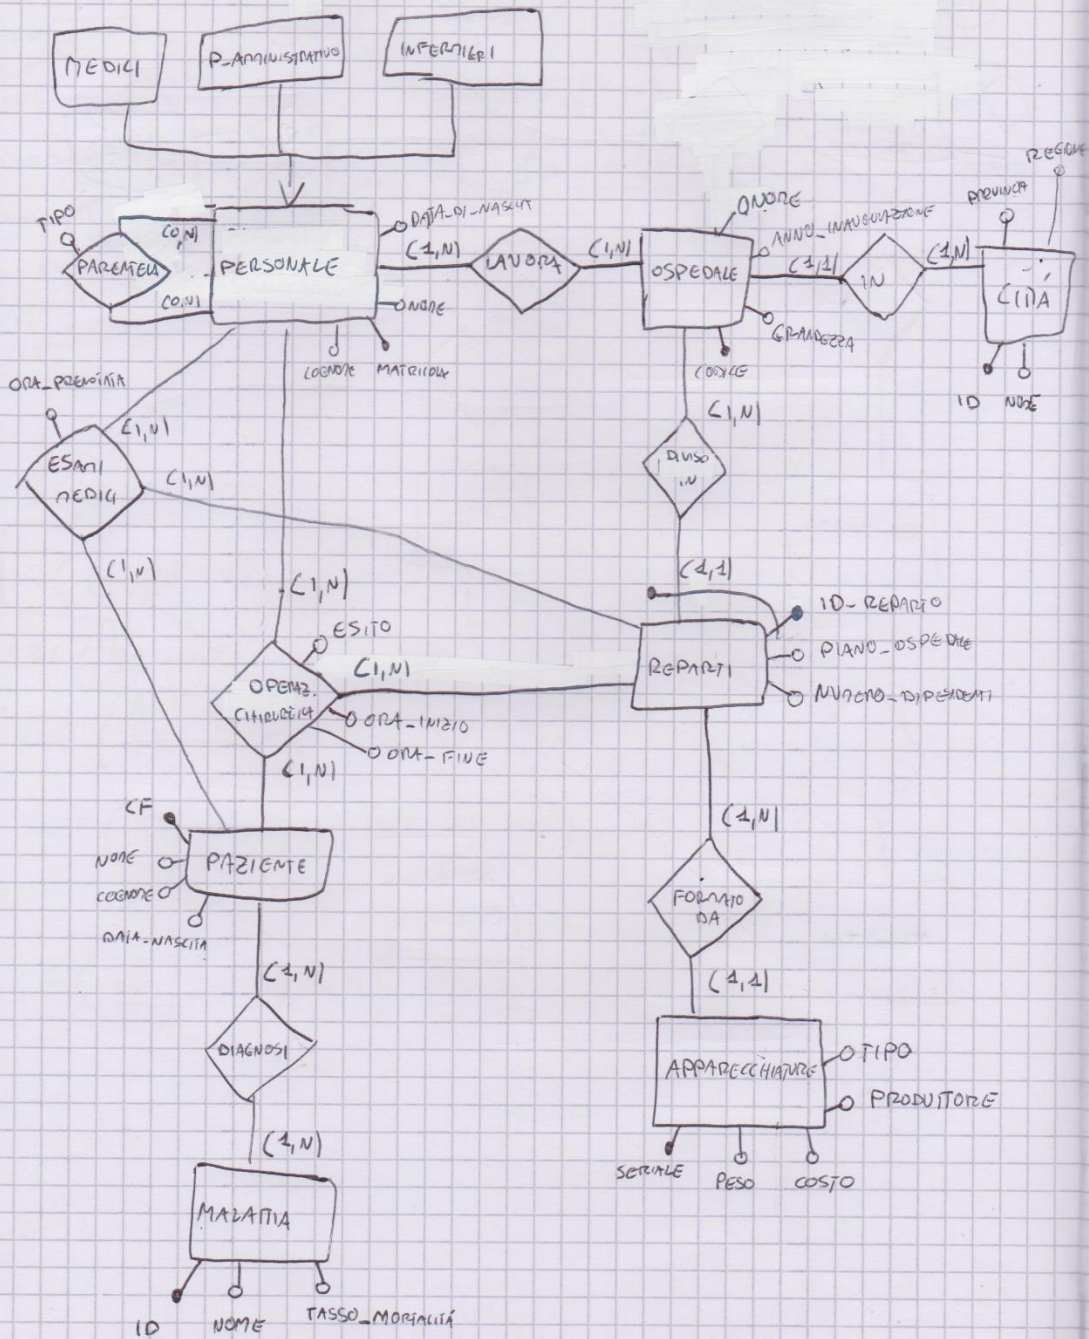 MEDICI
P_AMMINISTRATIVO
INFERMIERI
REGIONE
PROVINCIA
TIPO
(0,N)
DATA_DI_NASCITA
NOME
ANNO_INAUGURAZIONE
PARENTELA
PERSONALE
(1,N)
LAVORA
(1,N)
OSPEDALE
(1,1)
IN
(1,N)
CITTÁ
(0,N)
NOME
GRANDEZZA
COGNOME
MATRICOLA
CODICE
ID
NOME
ORA_PRENOTATA
(1,N)
(1,N)
ESAMI
MEDICI
(1,N)
DIVISO
IN
(1,N)
(1,1)
(1,N)
ID_REPARTO
ESITO
PIANO_OSPEDALE
(1,N)
REPARTI
OPERAZ.
CHIRURGICA
NUMERO_DIPENDENTI
ORA_INIZIO
ORA_FINE
(1,N)
CF
(1,N)
NOME
PAZIENTE
COGNOME
DATA_NASCITA
FORMATO
DA
(1,N)
(1,1)
DIAGNOSI
TIPO
APPARECCHIATURE
PRODUTTORE
(1,N)
SERIALE
PESO
COSTO
MALATTIA
ID
NOME
TASSO_MORTALITÁ